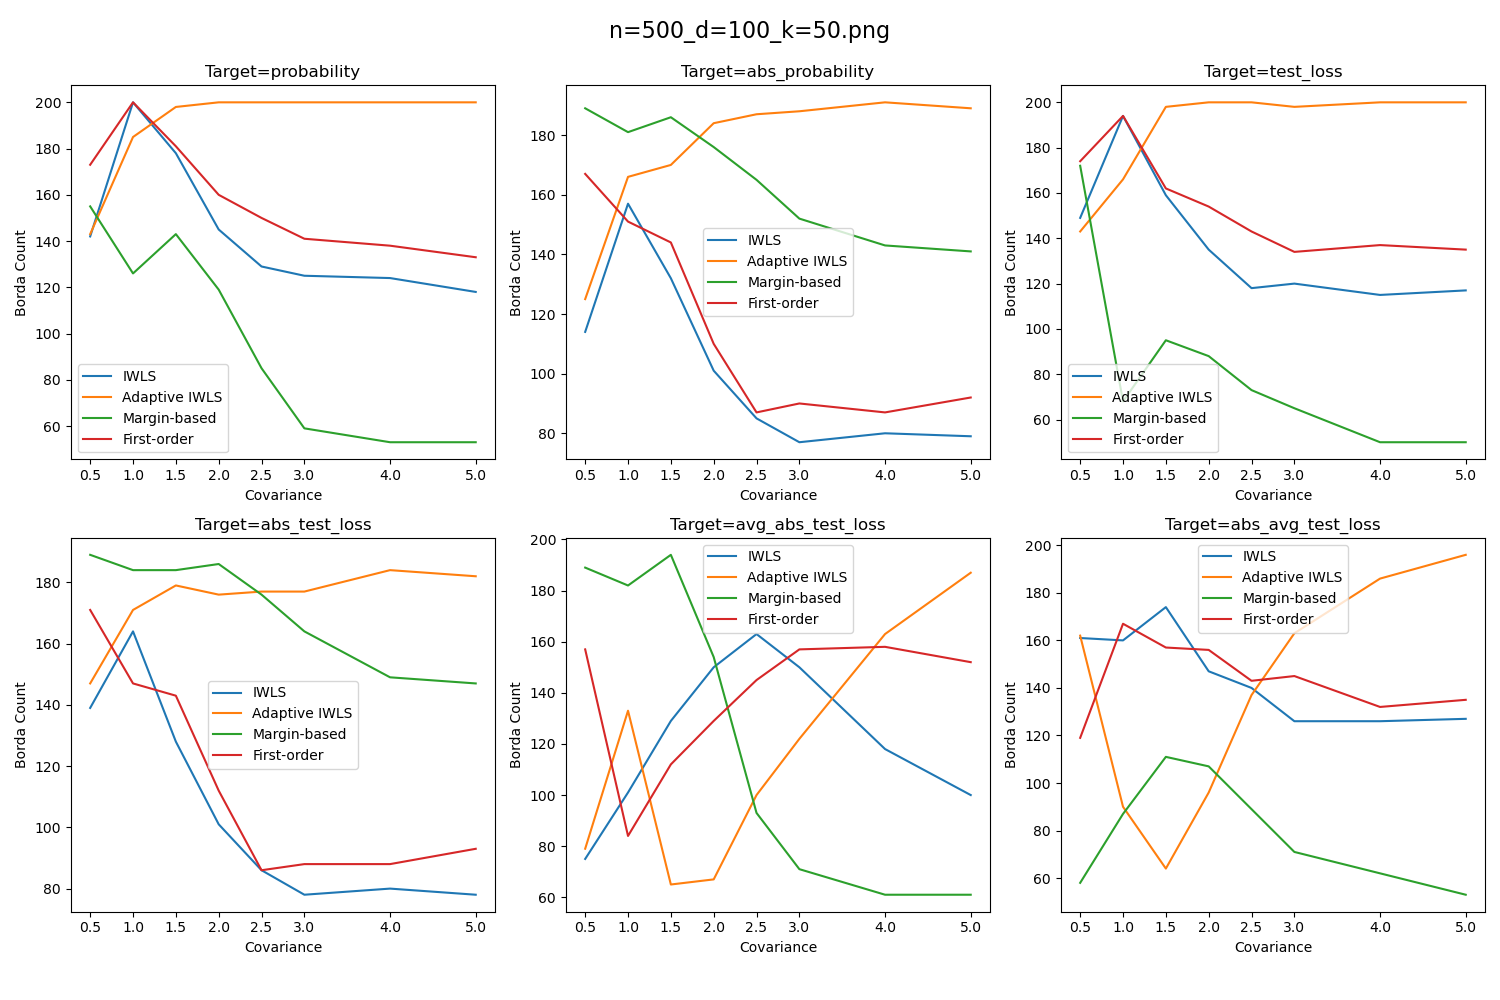 n=500_d=100_k=50.png
Target=probability
Borda Count
200
180
160
140
120
100
80
60
IWLS
Adaptive IWLS
Margin-based
First-order
0.5 1.0 1.5 2.0 2.5 3.0 4.0 5.0
Covariance
Target=abs_probability
Borda Count
180
160
140
120
100
80
IWLS
Adaptive IWLS
Margin-based
First-order
0.5 1.0 1.5 2.0 2.5 3.0 4.0 5.0
Covariance
Target=test_loss
Borda Count
200
180
160
140
120
100
80
60
IWLS
Adaptive IWLS
Margin-based
First-order
0.5 1.0 1.5 2.0 2.5 3.0 4.0 5.0
Covariance
Target=abs_test_loss
Borda Count
180
160
140
120
100
80
IWLS
Adaptive IWLS
Margin-based
First-order
0.5 1.0 1.5 2.0 2.5 3.0 4.0 5.0
Covariance
Target=avg_abs_test_loss
Borda Count
200
180
160
140
120
100
80
60
IWLS
Adaptive IWLS
Margin-based
First-order
0.5 1.0 1.5 2.0 2.5 3.0 4.0 5.0
Covariance
Target=abs_avg_test_loss
Borda Count
200
180
160
140
120
100
80
60
IWLS
Adaptive IWLS
Margin-based
First-order
0.5 1.0 1.5 2.0 2.5 3.0 4.0 5.0
Covariance